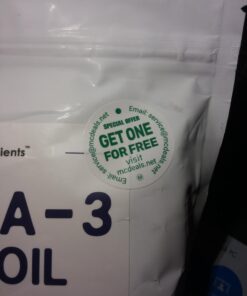 SPECIAL OFFER
GET ONE
FOR FREE
visit
mcdeals.net
Email- service@mcdeals.net
Email- service@mcdeals.net
ients™
A-3
OIL